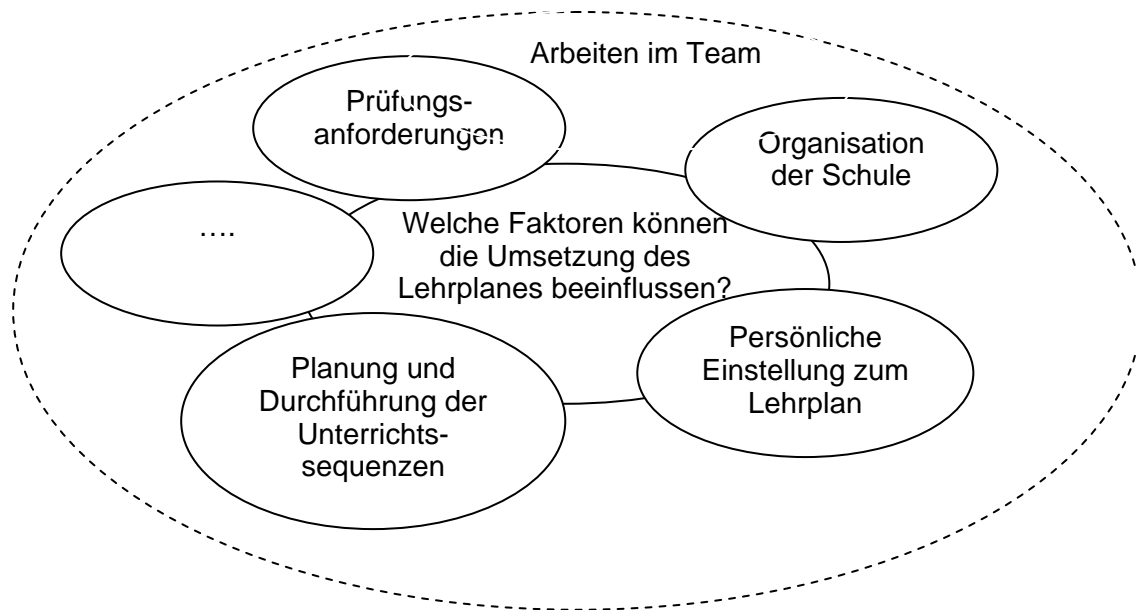 Arbeiten im Team
Prüfungs-
anforderungen
Organisation
der Schule
....
Welche Faktoren können
die Umsetzung des
Lehrplanes beeinflussen?
Persönliche
Einstellung zum
Lehrplan
Planung und
Durchführung der
Unterrichts-
sequenzen